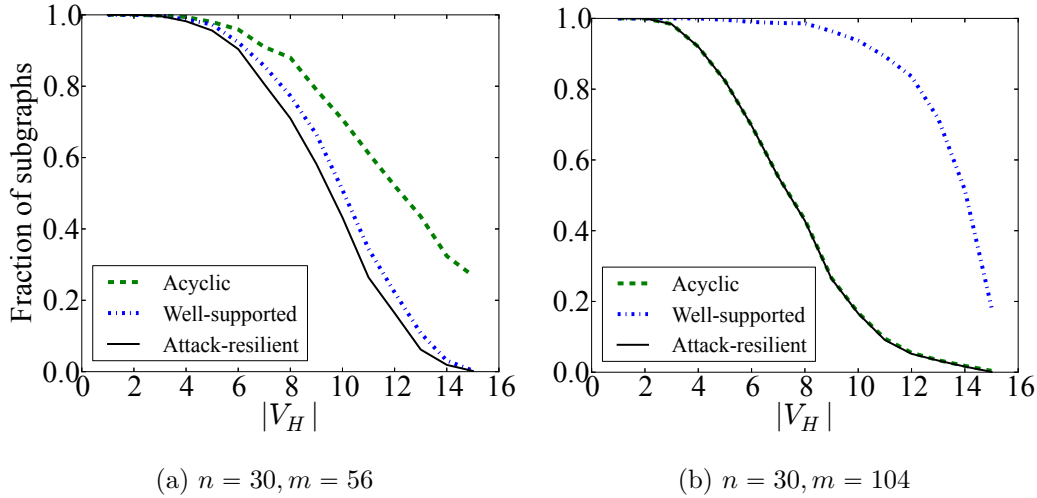 1.0
0.8
0.6
0.4
0.2
0.0
Fraction of subgraphs
0 2 4 6 8 10 12 14 16
|V_H|
Acyclic
Well-supported
Attack-resilient
(a) n = 30, m = 56
1.0
0.8
0.6
0.4
0.2
0.0
0 2 4 6 8 10 12 14 16
|V_H|
Acyclic
Well-supported
Attack-resilient
(b) n = 30, m = 104